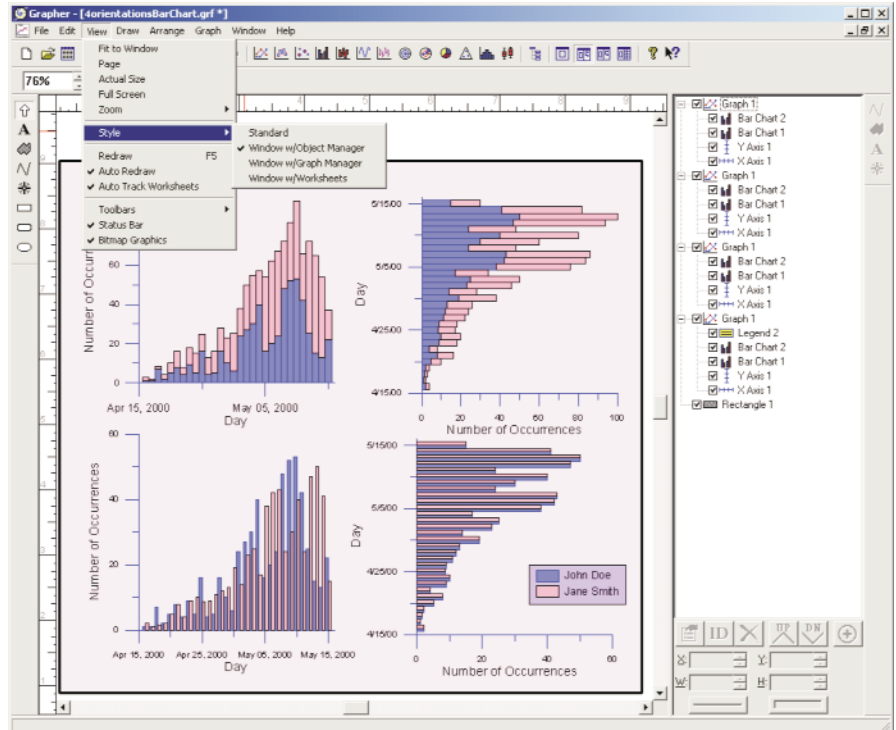 Grapher - [4orientationsBarChart.grf *]
File Edit View Draw Arrange Graph Window Help
76%
Fit to Window
Page
Actual Size
Full Screen
Zoom
Style
Redraw F5
Auto Redraw
Auto Track Worksheets
Toolbars
Status Bar
Bitmap Graphics
Standard
Window w/Object Manager
Window w/Graph Manager
Window w/Worksheets
Number of Occurrences
60
40
20
0
Apr 15, 2000 May 05, 2000
Day
5/15/00
5/5/00
4/25/00
4/15/00
Day
0 20 40 60 80 100
Number of Occurrences
60
40
20
0
Number of Occurrences
Apr 15, 2000 Apr 25, 2000 May 05, 2000 May 15, 2000
Day
5/15/00
5/5/00
4/25/00
4/15/00
Day
John Doe
Jane Smith
0 20 40 60
Number of Occurrences
Graph 1
Bar Chart 2
Bar Chart 1
Y Axis 1
X Axis 1
Graph 1
Bar Chart 2
Bar Chart 1
Y Axis 1
X Axis 1
Graph 1
Bar Chart 2
Bar Chart 1
Y Axis 1
X Axis 1
Graph 1
Legend 2
Bar Chart 2
Bar Chart 1
Y Axis 1
X Axis 1
Rectangle 1
ID UP DN
X: Y:
W: H: